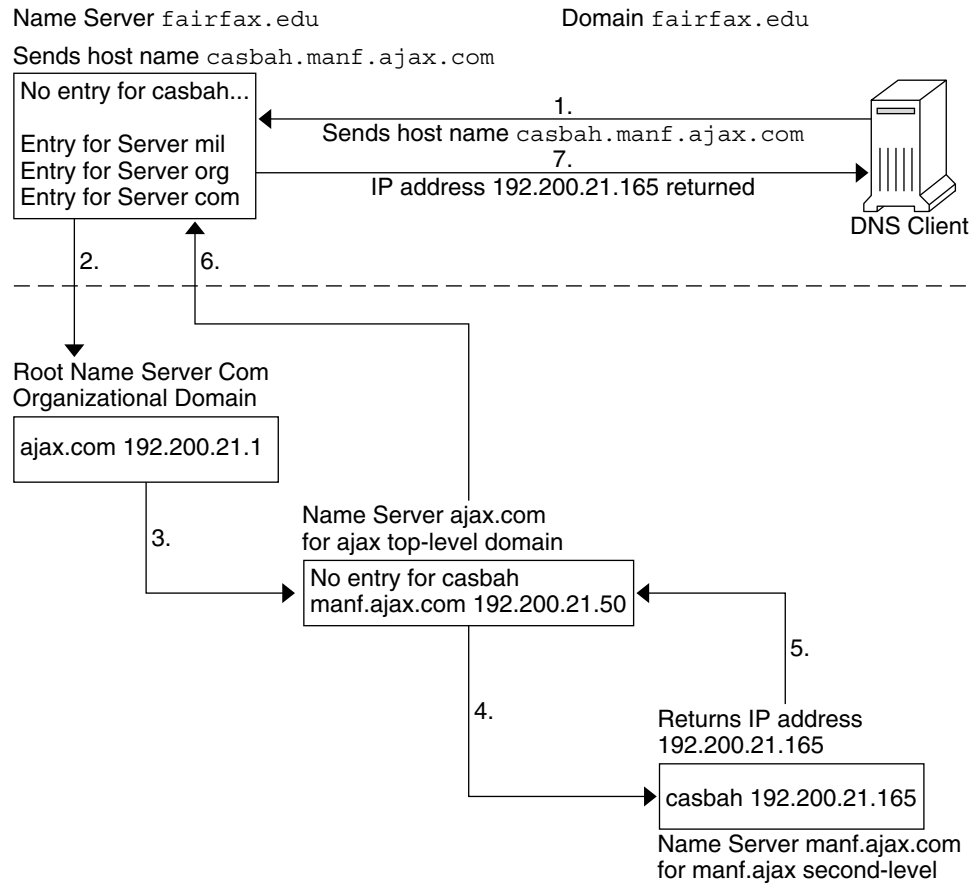 Name Server fairfax.edu
Domain fairfax.edu
Sends host name casbah.manf.ajax.com
No entry for casbah...
Entry for Server mil
Entry for Server org
Entry for Server com
1.
Sends host name casbah.manf.ajax.com
7.
IP address 192.200.21.165 returned
DNS Client
2.
6.
Root Name Server Com
Organizational Domain
ajax.com 192.200.21.1
3.
Name Server ajax.com
for ajax top-level domain
No entry for casbah
manf.ajax.com 192.200.21.50
4.
5.
Returns IP address
192.200.21.165
casbah 192.200.21.165
Name Server manf.ajax.com
for manf.ajax second-level